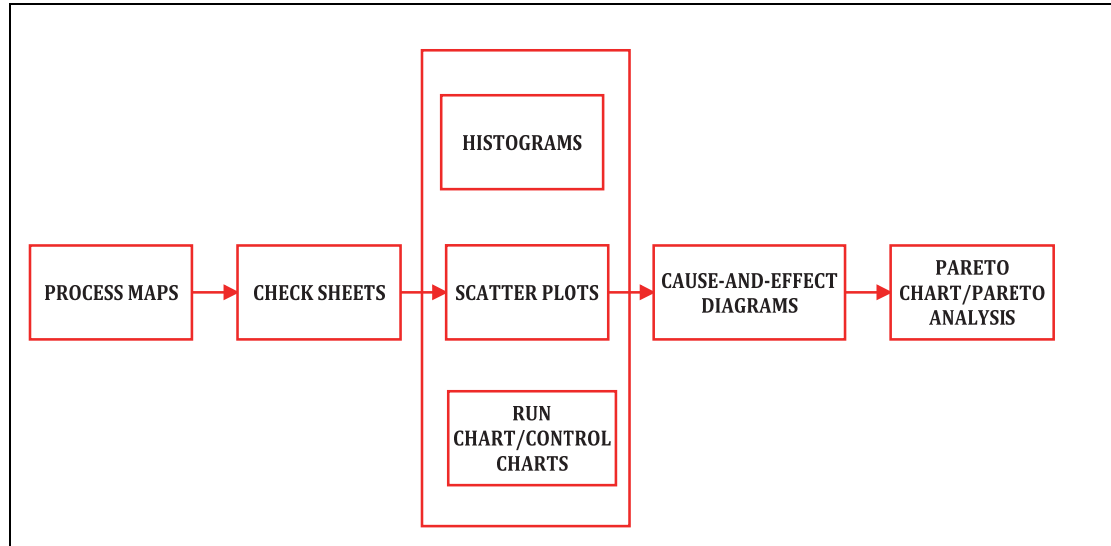 HISTOGRAMS
PROCESS MAPS
CHECK SHEETS
SCATTER PLOTS
CAUSE-AND-EFFECT
DIAGRAMS
PARETO
CHART/PARETO
ANALYSIS
RUN
CHART/CONTROL
CHARTS